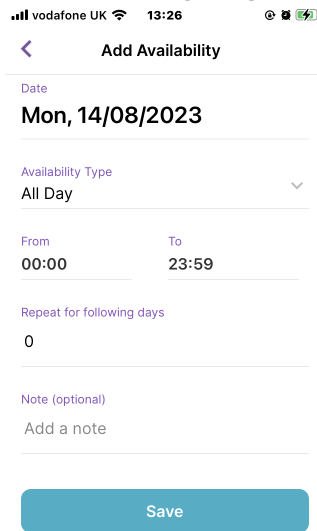 vodafone UK 13:26
Add Availability
Date
Mon, 14/08/2023
Availability Type
All Day
From To
00:00 23:59
Repeat for following days
0
Note (optional)
Add a note
Save